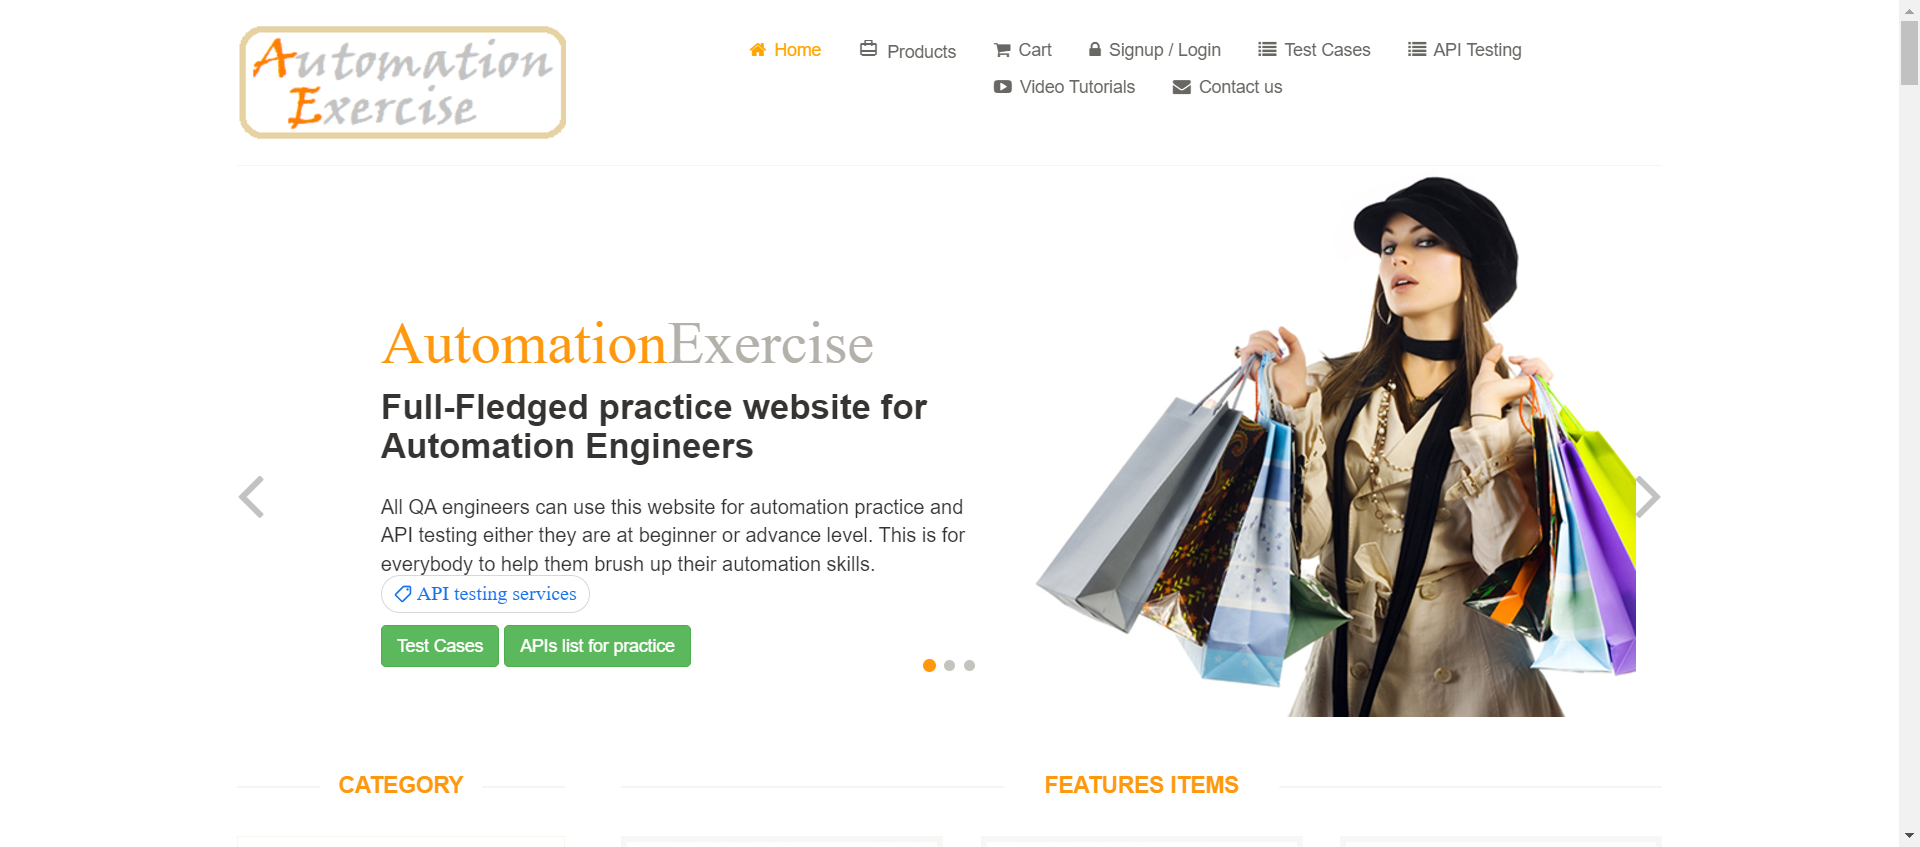 Automation
Exercise
Home
Products
Cart
Signup / Login
Test Cases
API Testing
Video Tutorials
Contact us
AutomationExercise
Full-Fledged practice website for
Automation Engineers
All QA engineers can use this website for automation practice and
API testing either they are at beginner or advance level. This is for
everybody to help them brush up their automation skills.
API testing services
Test Cases
APIs list for practice
CATEGORY
FEATURES ITEMS